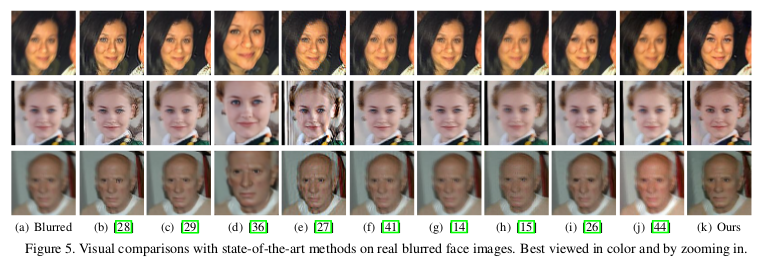 (a) Blurred (b) [28] (c) [29] (d) [36] (e) [27] (f) [41] (g) [14] (h) [15] (i) [26] (j) [44] (k) Ours
Figure 5. Visual comparisons with state-of-the-art methods on real blurred face images. Best viewed in color and by zooming in.